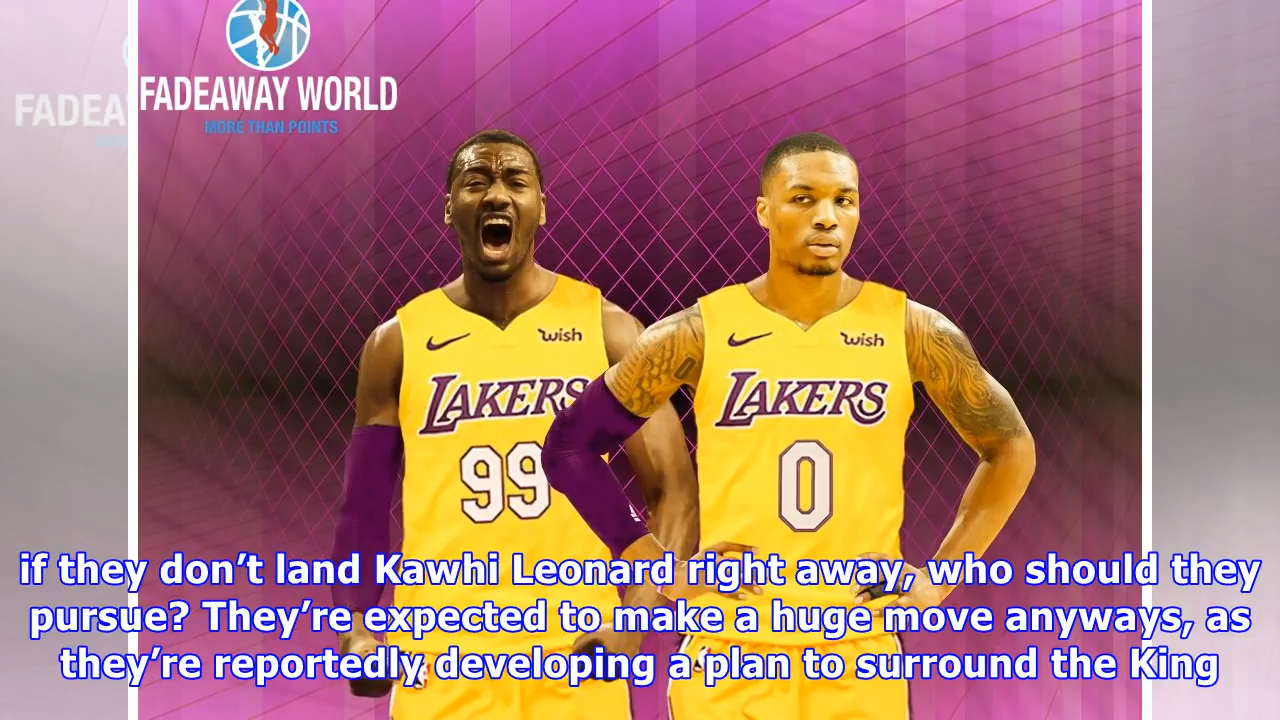 FADEAWAY WORLD
MORE THAN POINTS
FADEA
wish
wish
LAKERS
LAKERS
99
0
if they don’t land Kawhi Leonard right away, who should they
pursue? They’re expected to make a huge move anyways, as
they’re reportedly developing a plan to surround the King